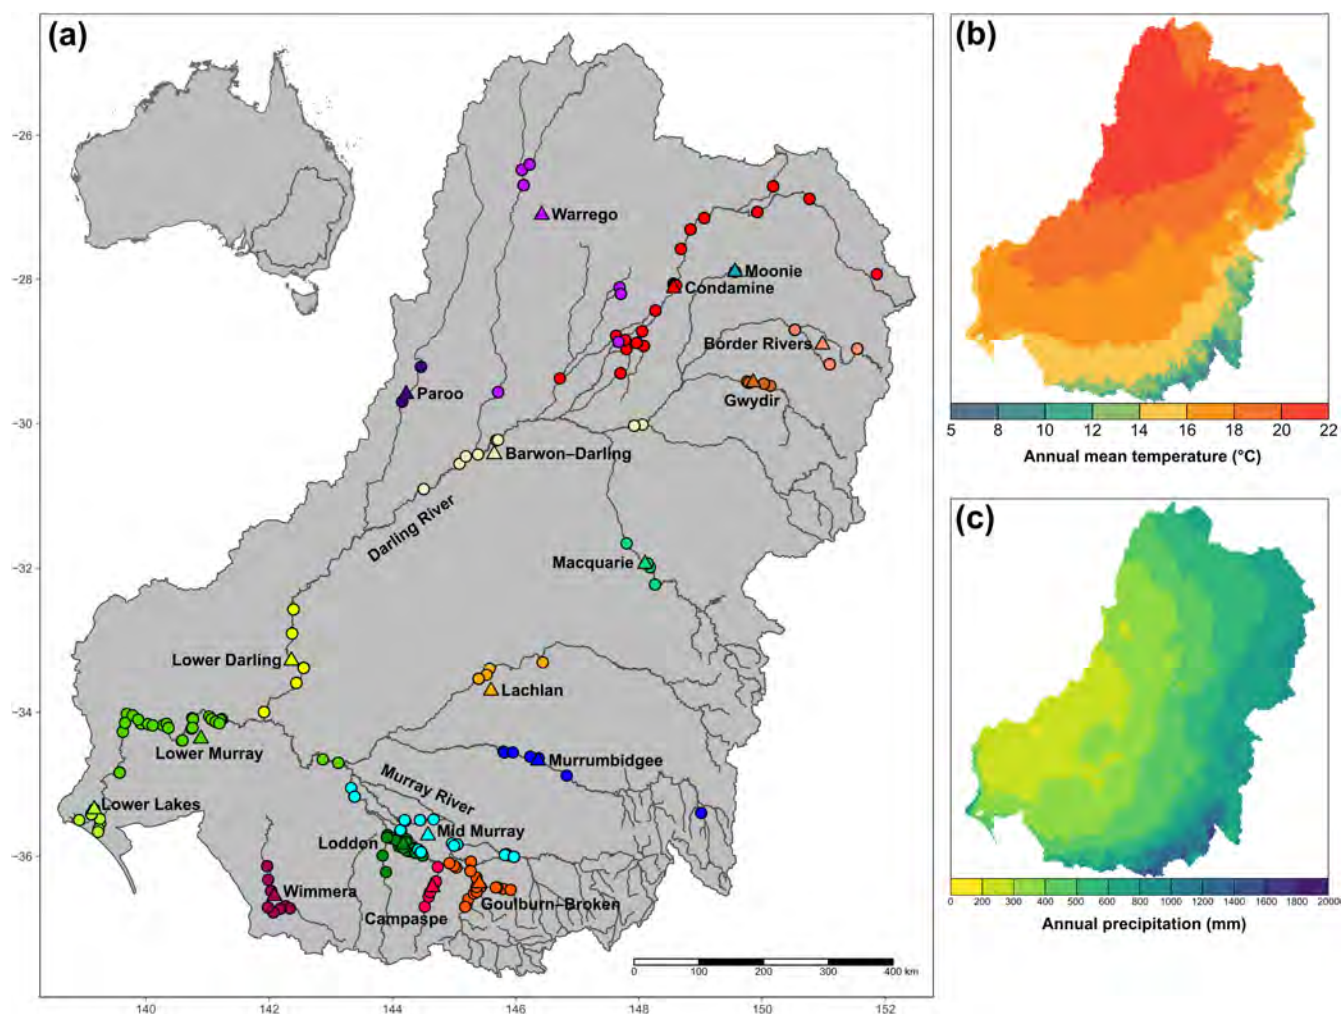 (a)
−26
−28
−30
−32
−34
−36
140
142
144
146
148
150
152
Warrego
Moonie
Condamine
Border Rivers
Gwydir
Paroo
Barwon–Darling
Darling River
Macquarie
Lower Darling
Lachlan
Lower Murray
Murrumbidgee
Murray River
Lower Lakes
Mid Murray
Loddon
Wimmera
Campaspe
Goulburn–Broken
0 100 200 300 400 km
(b)
5 8 10 12 14 16 18 20 22
Annual mean temperature (°C)
(c)
0 200 300 400 500 600 800 1000 1200 1400 1600 1800 2000
Annual precipitation (mm)